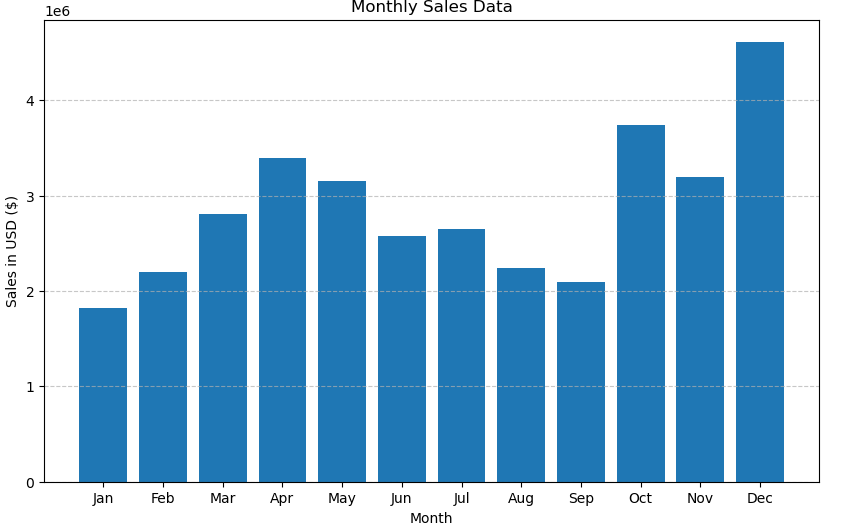 Monthly Sales Data
1e6
4
3
2
1
0
Sales in USD ($)
Jan Feb Mar Apr May Jun Jul Aug Sep Oct Nov Dec
Month